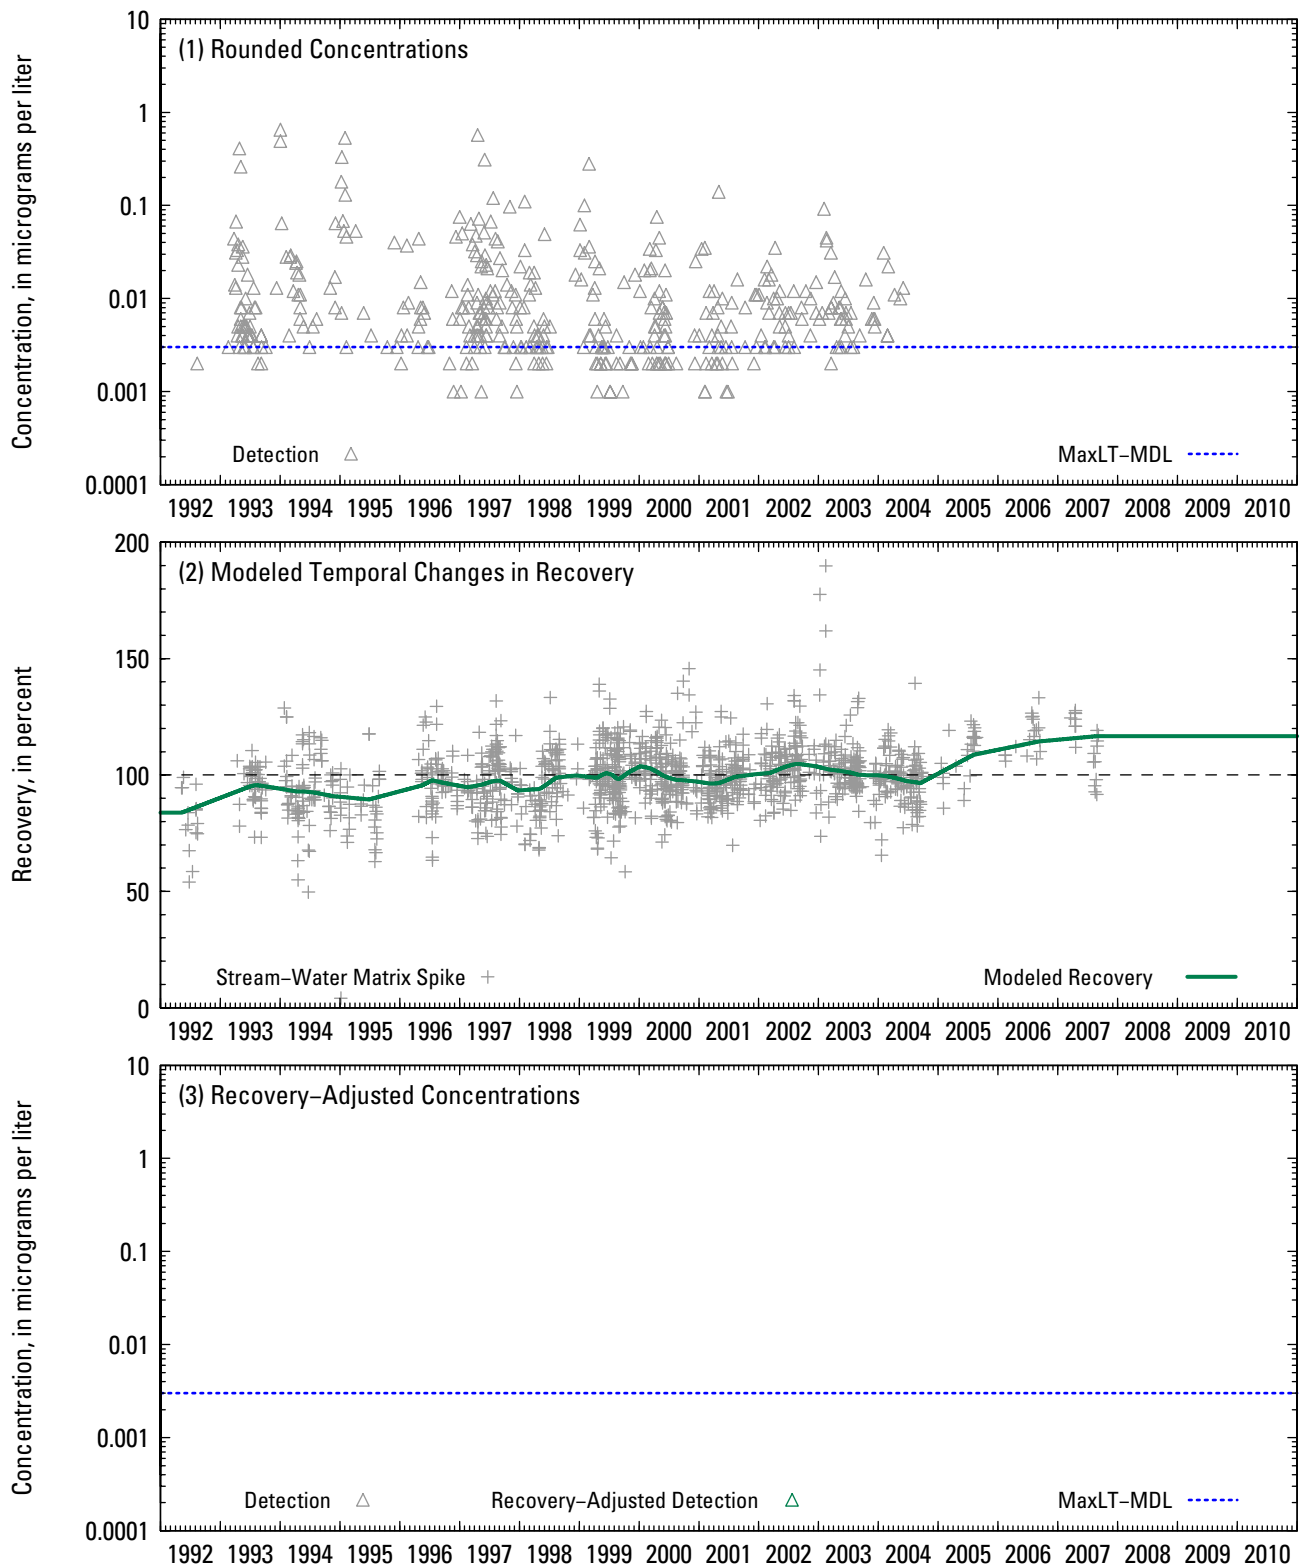 (1) Rounded Concentrations
Concentration, in micrograms per liter
10
1
0.1
0.01
0.001
0.0001
Detection
MaxLT–MDL
1992 1993 1994 1995 1996 1997 1998 1999 2000 2001 2002 2003 2004 2005 2006 2007 2008 2009 2010
(2) Modeled Temporal Changes in Recovery
Recovery, in percent
200
150
100
50
0
Stream–Water Matrix Spike
Modeled Recovery
1992 1993 1994 1995 1996 1997 1998 1999 2000 2001 2002 2003 2004 2005 2006 2007 2008 2009 2010
(3) Recovery–Adjusted Concentrations
Concentration, in micrograms per liter
10
1
0.1
0.01
0.001
0.0001
Detection
Recovery–Adjusted Detection
MaxLT–MDL
1992 1993 1994 1995 1996 1997 1998 1999 2000 2001 2002 2003 2004 2005 2006 2007 2008 2009 2010